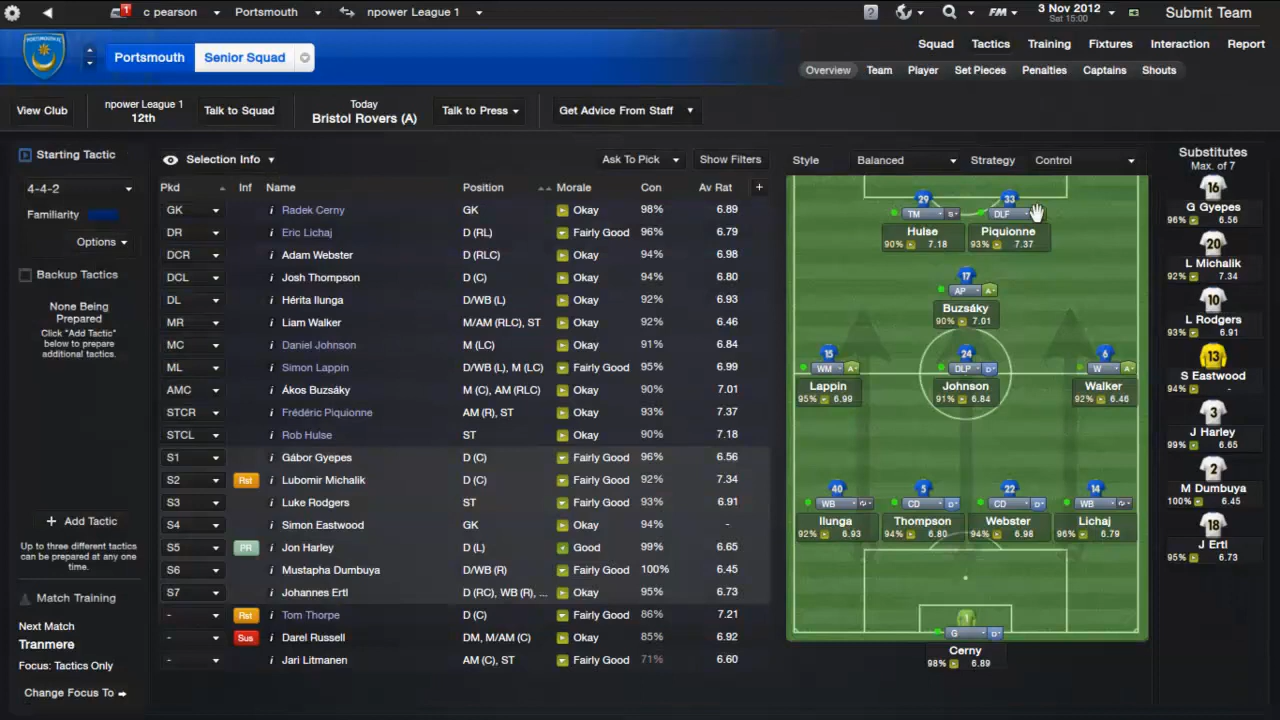 c pearson Portsmouth npower League 1 FM 3 Nov 2012 Submit Team
1 Sat 15:00
Squad Tactics Training Fixtures Interaction Report
Portsmouth Senior Squad
Overview Team Player Set Pieces Penalties Captains Shouts
View Club npower League 1 Talk to Squad Today Talk to Press Get Advice From Staff
12th Bristol Rovers (A)
Starting Tactic
4-4-2
Familiarity
Options
Backup Tactics
None Being
Prepared
Click "Add Tactic"
below to prepare
additional tactics.
+ Add Tactic
Up to three different tactics
can be prepared at any one
time.
Match Training
Next Match
Tranmere
Focus: Tactics Only
Change Focus To
Selection Info Ask To Pick Show Filters
Pkd Inf Name Position Morale Con Av Rat +
GK i Radek Cerny GK Okay 98% 6.89
DR i Eric Lichaj D (RL) Fairly Good 96% 6.79
DCR i Adam Webster D (RLC) Okay 94% 6.98
DCL i Josh Thompson D (C) Okay 94% 6.80
DL i Hérita Ilunga D/WB (L) Okay 92% 6.93
MR i Liam Walker M/AM (RLC), ST Okay 92% 6.46
MC i Daniel Johnson M (LC) Okay 91% 6.84
ML i Simon Lappin D/WB (L), M (LC) Fairly Good 95% 6.99
AMC i Ákos Buzsáky M (C), AM (RLC) Okay 90% 7.01
STCR i Frédéric Piquionne AM (R), ST Okay 93% 7.37
STCL i Rob Hulse ST Okay 90% 7.18
S1 i Gábor Gyepes D (C) Fairly Good 96% 6.56
S2 Rst i Lubomir Michalik D (C) Fairly Good 92% 7.34
S3 i Luke Rodgers ST Fairly Good 93% 6.91
S4 i Simon Eastwood GK Okay 94% -
S5 PR i Jon Harley D (L) Good 99% 6.65
S6 i Mustapha Dumbuya D/WB (R) Fairly Good 100% 6.45
S7 i Johannes Ertl D (RC), WB (R), ... Fairly Good 95% 6.73
- Rst i Tom Thorpe D (C) Fairly Good 86% 7.21
- Sus i Darel Russell DM, M/AM (C) Okay 85% 6.92
- i Jari Litmanen AM (C), ST Fairly Good 71% 6.60
Style Balanced Strategy Control
29 33
TM S DLF
Hulse Piquionne
90% 7.18 93% 7.37
17
AP A
Buzsáky
90% 7.01
15 24 6
WM A DLP D W A
Lappin Johnson Walker
95% 6.99 91% 6.84 92% 6.46
40 5 22 14
WB CD D CD D WB
Ilunga Thompson Webster Lichaj
92% 6.93 94% 6.80 94% 6.98 96% 6.79
1
G D
Cerny
98% 6.89
Substitutes
Max. of 7
16
G Gyepes
96% 6.56
20
L Michalik
92% 7.34
10
L Rodgers
93% 6.91
13
S Eastwood
94% -
3
J Harley
99% 6.65
2
M Dumbuya
100% 6.45
18
J Ertl
95% 6.73